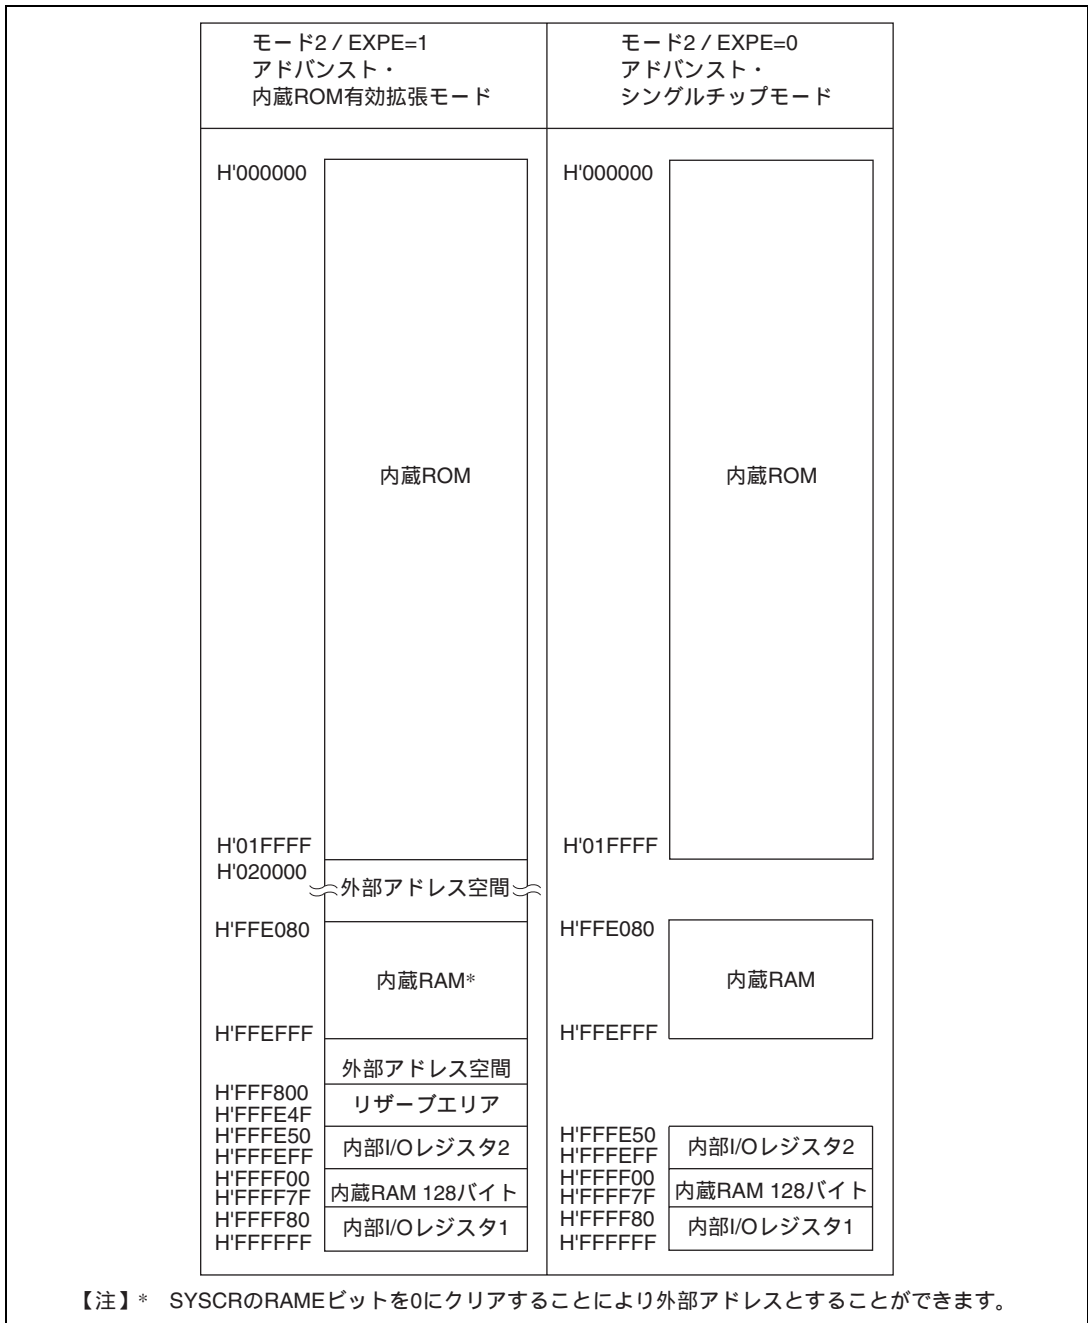 モード2 / EXPE=1
アドバンスト・
内蔵ROM有効拡張モード
モード2 / EXPE=0
アドバンスト・
シングルチップモード
H'000000
内蔵ROM
H'01FFFF
H'020000
外部アドレス空間
H'FFE080
内蔵RAM*
H'FFEFFF
外部アドレス空間
H'FFF800
リザーブエリア
H'FFFE4F
H'FFFE50
内部I/Oレジスタ2
H'FFFEFF
H'FFFF00
内蔵RAM 128バイト
H'FFFF7F
H'FFFF80
内部I/Oレジスタ1
H'FFFFFF
H'000000
内蔵ROM
H'01FFFF
H'FFE080
内蔵RAM
H'FFEFFF
H'FFFE50
内部I/Oレジスタ2
H'FFFEFF
H'FFFF00
内蔵RAM 128バイト
H'FFFF7F
H'FFFF80
内部I/Oレジスタ1
H'FFFFFF
【注】* SYSCRのRAMEビットを0にクリアすることにより外部アドレスとすることができます。